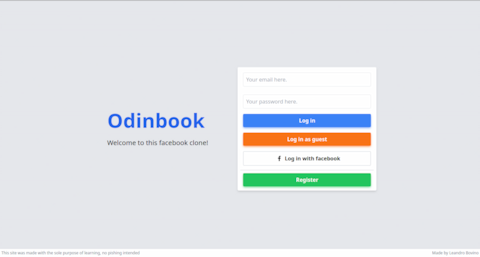 Your email here.
Your password here.
Odinbook
Log in
Welcome to this facebook clone!
Log in as guest
Log in with facebook
Register
This site was made with the sole purpose of learning, no pishing intended
Made by Leandro Bovino